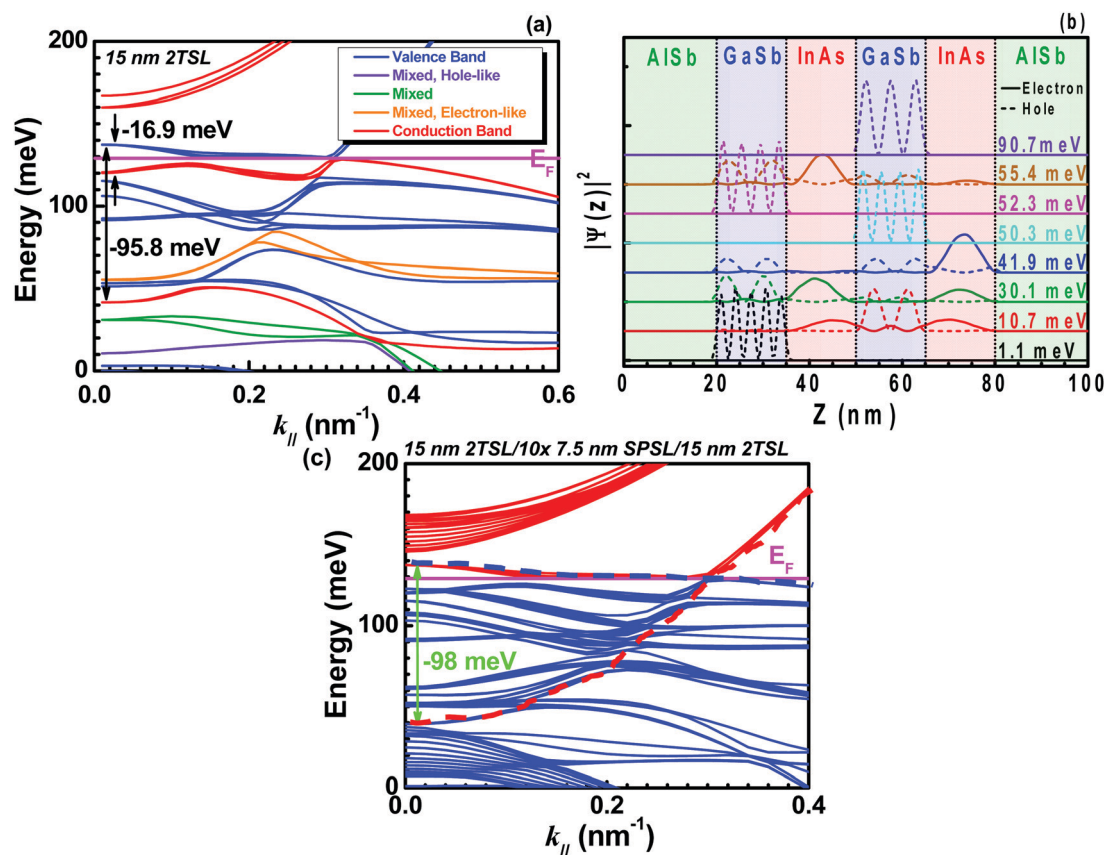 (a)
200
100
0
Energy (meV)
15 nm 2TSL
Valence Band
Mixed, Hole-like
Mixed
Mixed, Electron-like
Conduction Band
-16.9 meV
E_F
-95.8 meV
0.0 0.2 0.4 0.6
k_// (nm⁻¹)
(b)
AlSb GaSb InAs GaSb InAs AlSb
Electron
Hole
|Ψ(z)|²
90.7 meV
55.4 meV
52.3 meV
50.3 meV
41.9 meV
30.1 meV
10.7 meV
1.1 meV
0 20 40 60 80 100
Z (nm)
(c)
15 nm 2TSL/10x 7.5 nm SPSL/15 nm 2TSL
200
100
0
Energy (meV)
E_F
-98 meV
0.0 0.2 0.4
k_// (nm⁻¹)